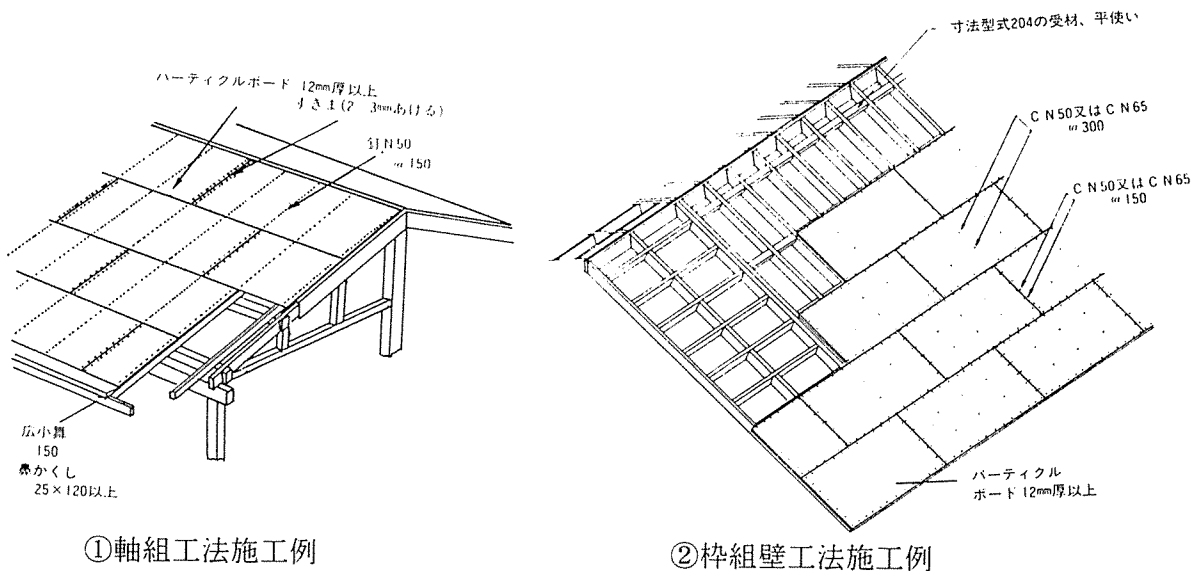 パーティクルボード 12mm厚以上
すきま(2 3mmあける)
釘N50
@150
広小舞
150
鼻かくし
25×120以上
①軸組工法施工例
寸法型式204の受材、平使い
CN50又はCN65
@300
CN50又はCN65
@150
パーティクル
ボード12mm厚以上
②枠組壁工法施工例